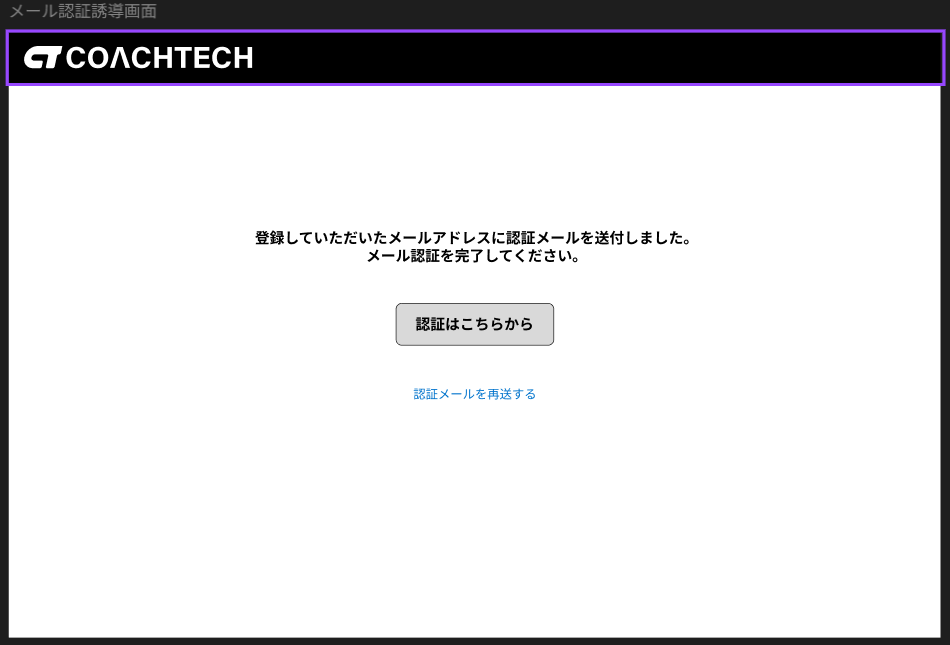 メール認証誘導画面
COACHTECH
登録していただいたメールアドレスに認証メールを送付しました。
メール認証を完了してください。
認証はこちらから
認証メールを再送する